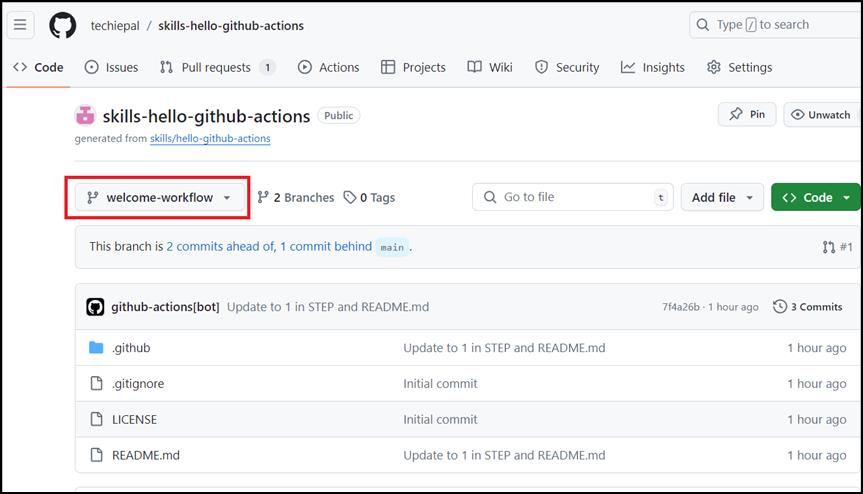 techiepal / skills-hello-github-actions Type / to search
Code Issues Pull requests 1 Actions Projects Wiki Security Insights Settings
skills-hello-github-actions Public Pin Unwatch
generated from skills/hello-github-actions
welcome-workflow 2 Branches 0 Tags Go to file t Add file Code
This branch is 2 commits ahead of, 1 commit behind main . #1
github-actions[bot] Update to 1 in STEP and README.md 7f4a26b · 1 hour ago 3 Commits
.github Update to 1 in STEP and README.md 1 hour ago
.gitignore Initial commit 1 hour ago
LICENSE Initial commit 1 hour ago
README.md Update to 1 in STEP and README.md 1 hour ago